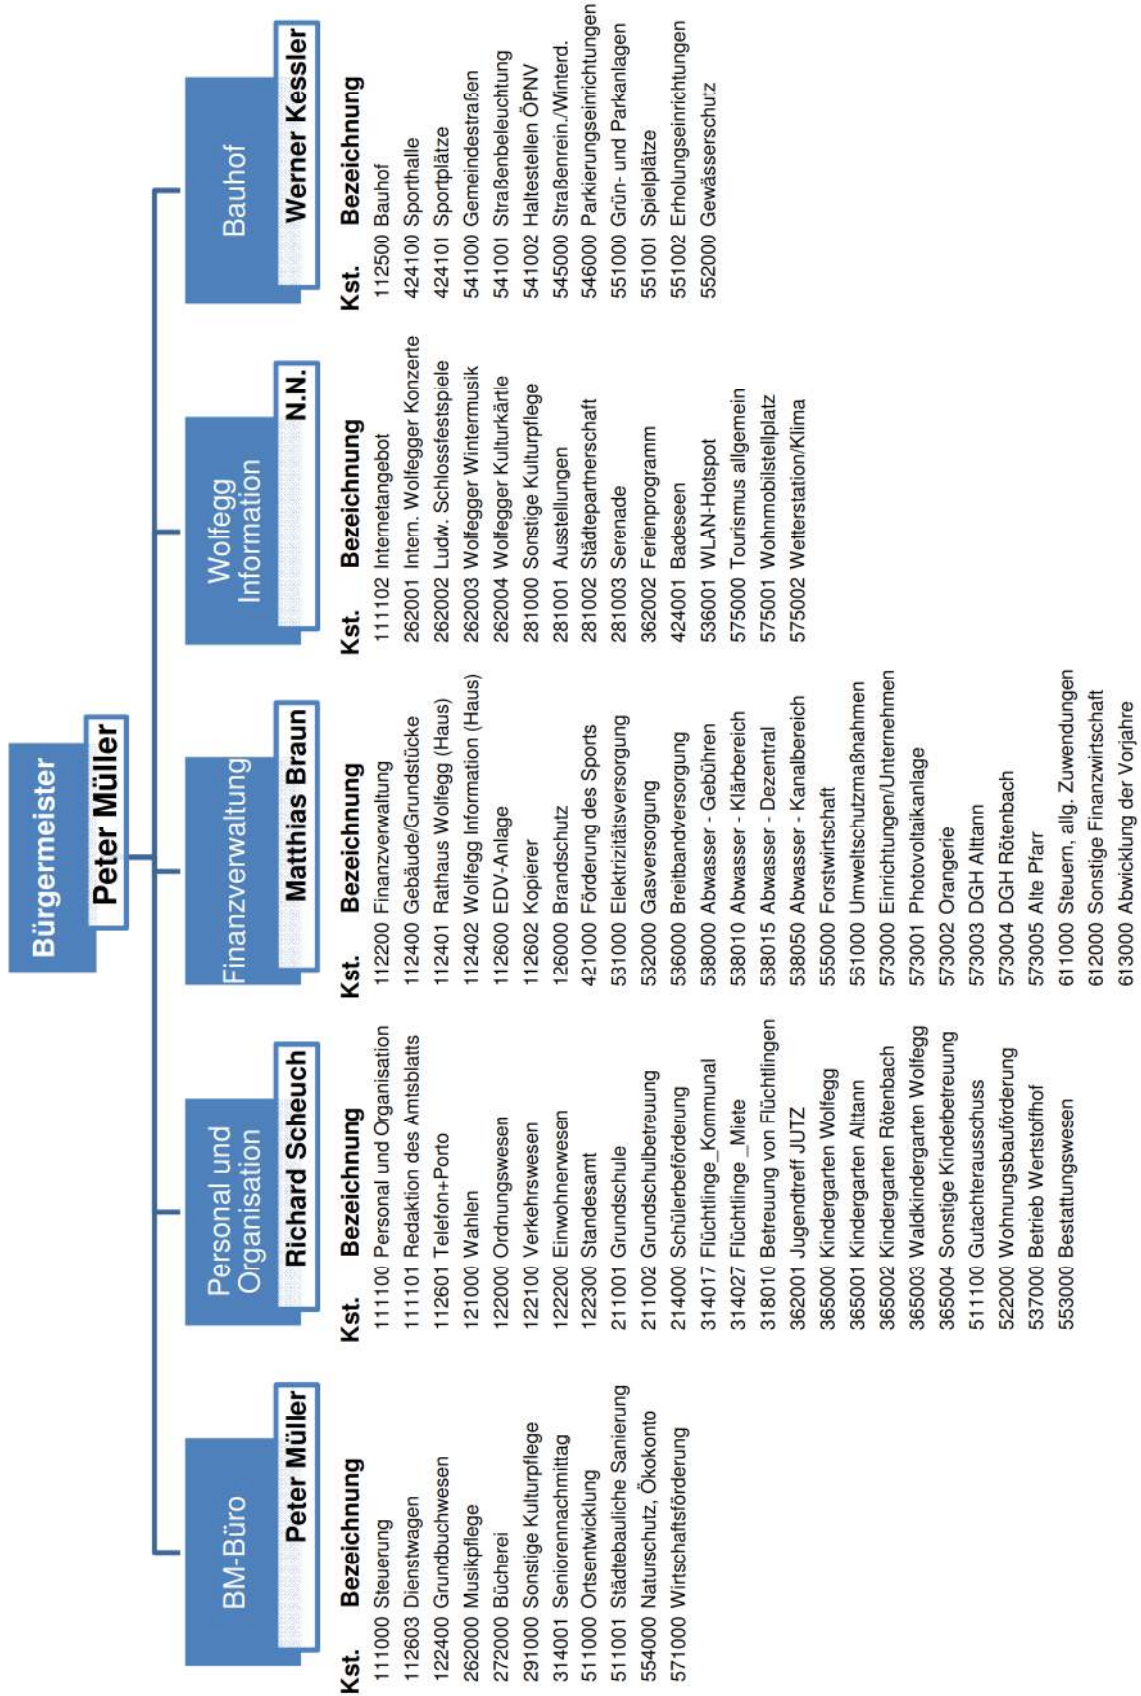 Bürgermeister
Peter Müller
BM-Büro
Peter Müller
Kst. Bezeichnung
111000 Steuerung
112603 Dienstwagen
122400 Grundbuchwesen
262000 Musikpflege
272000 Bücherei
291000 Sonstige Kulturpflege
314001 Seniorennachmittag
511000 Ortsentwicklung
511001 Städtebauliche Sanierung
554000 Naturschutz, Ökokonto
571000 Wirtschaftsförderung
Personal und
Organisation
Richard Scheuch
Kst. Bezeichnung
111100 Personal und Organisation
111101 Redaktion des Amtsblatts
112601 Telefon+Porto
121000 Wahlen
122000 Ordnungswesen
122100 Verkehrswesen
122200 Einwohnerwesen
122300 Standesamt
211001 Grundschule
211002 Grundschulbetreuung
214000 Schülerbeförderung
314017 Flüchtlinge_Kommunal
314027 Flüchtlinge _Miete
318010 Betreuung von Flüchtlingen
362001 Jugendtreff JUTZ
365000 Kindergarten Wolfegg
365001 Kindergarten Alttann
365002 Kindergarten Rötenbach
365003 Waldkindergarten Wolfegg
365004 Sonstige Kinderbetreuung
511100 Gutachterausschuss
522000 Wohnungsbauförderung
537000 Betrieb Wertstoffhof
553000 Bestattungswesen
Finanzverwaltung
Matthias Braun
Kst. Bezeichnung
112200 Finanzverwaltung
112400 Gebäude/Grundstücke
112401 Rathaus Wolfegg (Haus)
112402 Wolfegg Information (Haus)
112600 EDV-Anlage
112602 Kopierer
126000 Brandschutz
421000 Förderung des Sports
531000 Elektrizitätsversorgung
532000 Gasversorgung
536000 Breitbandversorgung
538000 Abwasser - Gebühren
538010 Abwasser - Klärbereich
538015 Abwasser - Dezentral
538050 Abwasser - Kanalbereich
555000 Forstwirtschaft
561000 Umweltschutzmaßnahmen
573000 Einrichtungen/Unternehmen
573001 Photovoltaikanlage
573002 Orangerie
573003 DGH Alttann
573004 DGH Rötenbach
573005 Alte Pfarr
611000 Steuern, allg. Zuwendungen
612000 Sonstige Finanzwirtschaft
613000 Abwicklung der Vorjahre
Wolfegg
Information
N.N.
Kst. Bezeichnung
111102 Internetangebot
262001 Intern. Wolfegger Konzerte
262002 Ludw. Schlossfestspiele
262003 Wolfegger Wintermusik
262004 Wolfegger Kulturkärtle
281000 Sonstige Kulturpflege
281001 Ausstellungen
281002 Städtepartnerschaft
281003 Serenade
362002 Ferienprogramm
424001 Badeseen
536001 WLAN-Hotspot
575000 Tourismus allgemein
575001 Wohnmobilstellplatz
575002 Wetterstation/Klima
Bauhof
Werner Kessler
Kst. Bezeichnung
112500 Bauhof
424100 Sporthalle
424101 Sportplätze
541000 Gemeindestraßen
541001 Straßenbeleuchtung
541002 Haltestellen ÖPNV
545000 Straßenrein./Winterd.
546000 Parkierungseinrichtungen
551000 Grün- und Parkanlagen
551001 Spielplätze
551002 Erholungseinrichtungen
552000 Gewässerschutz